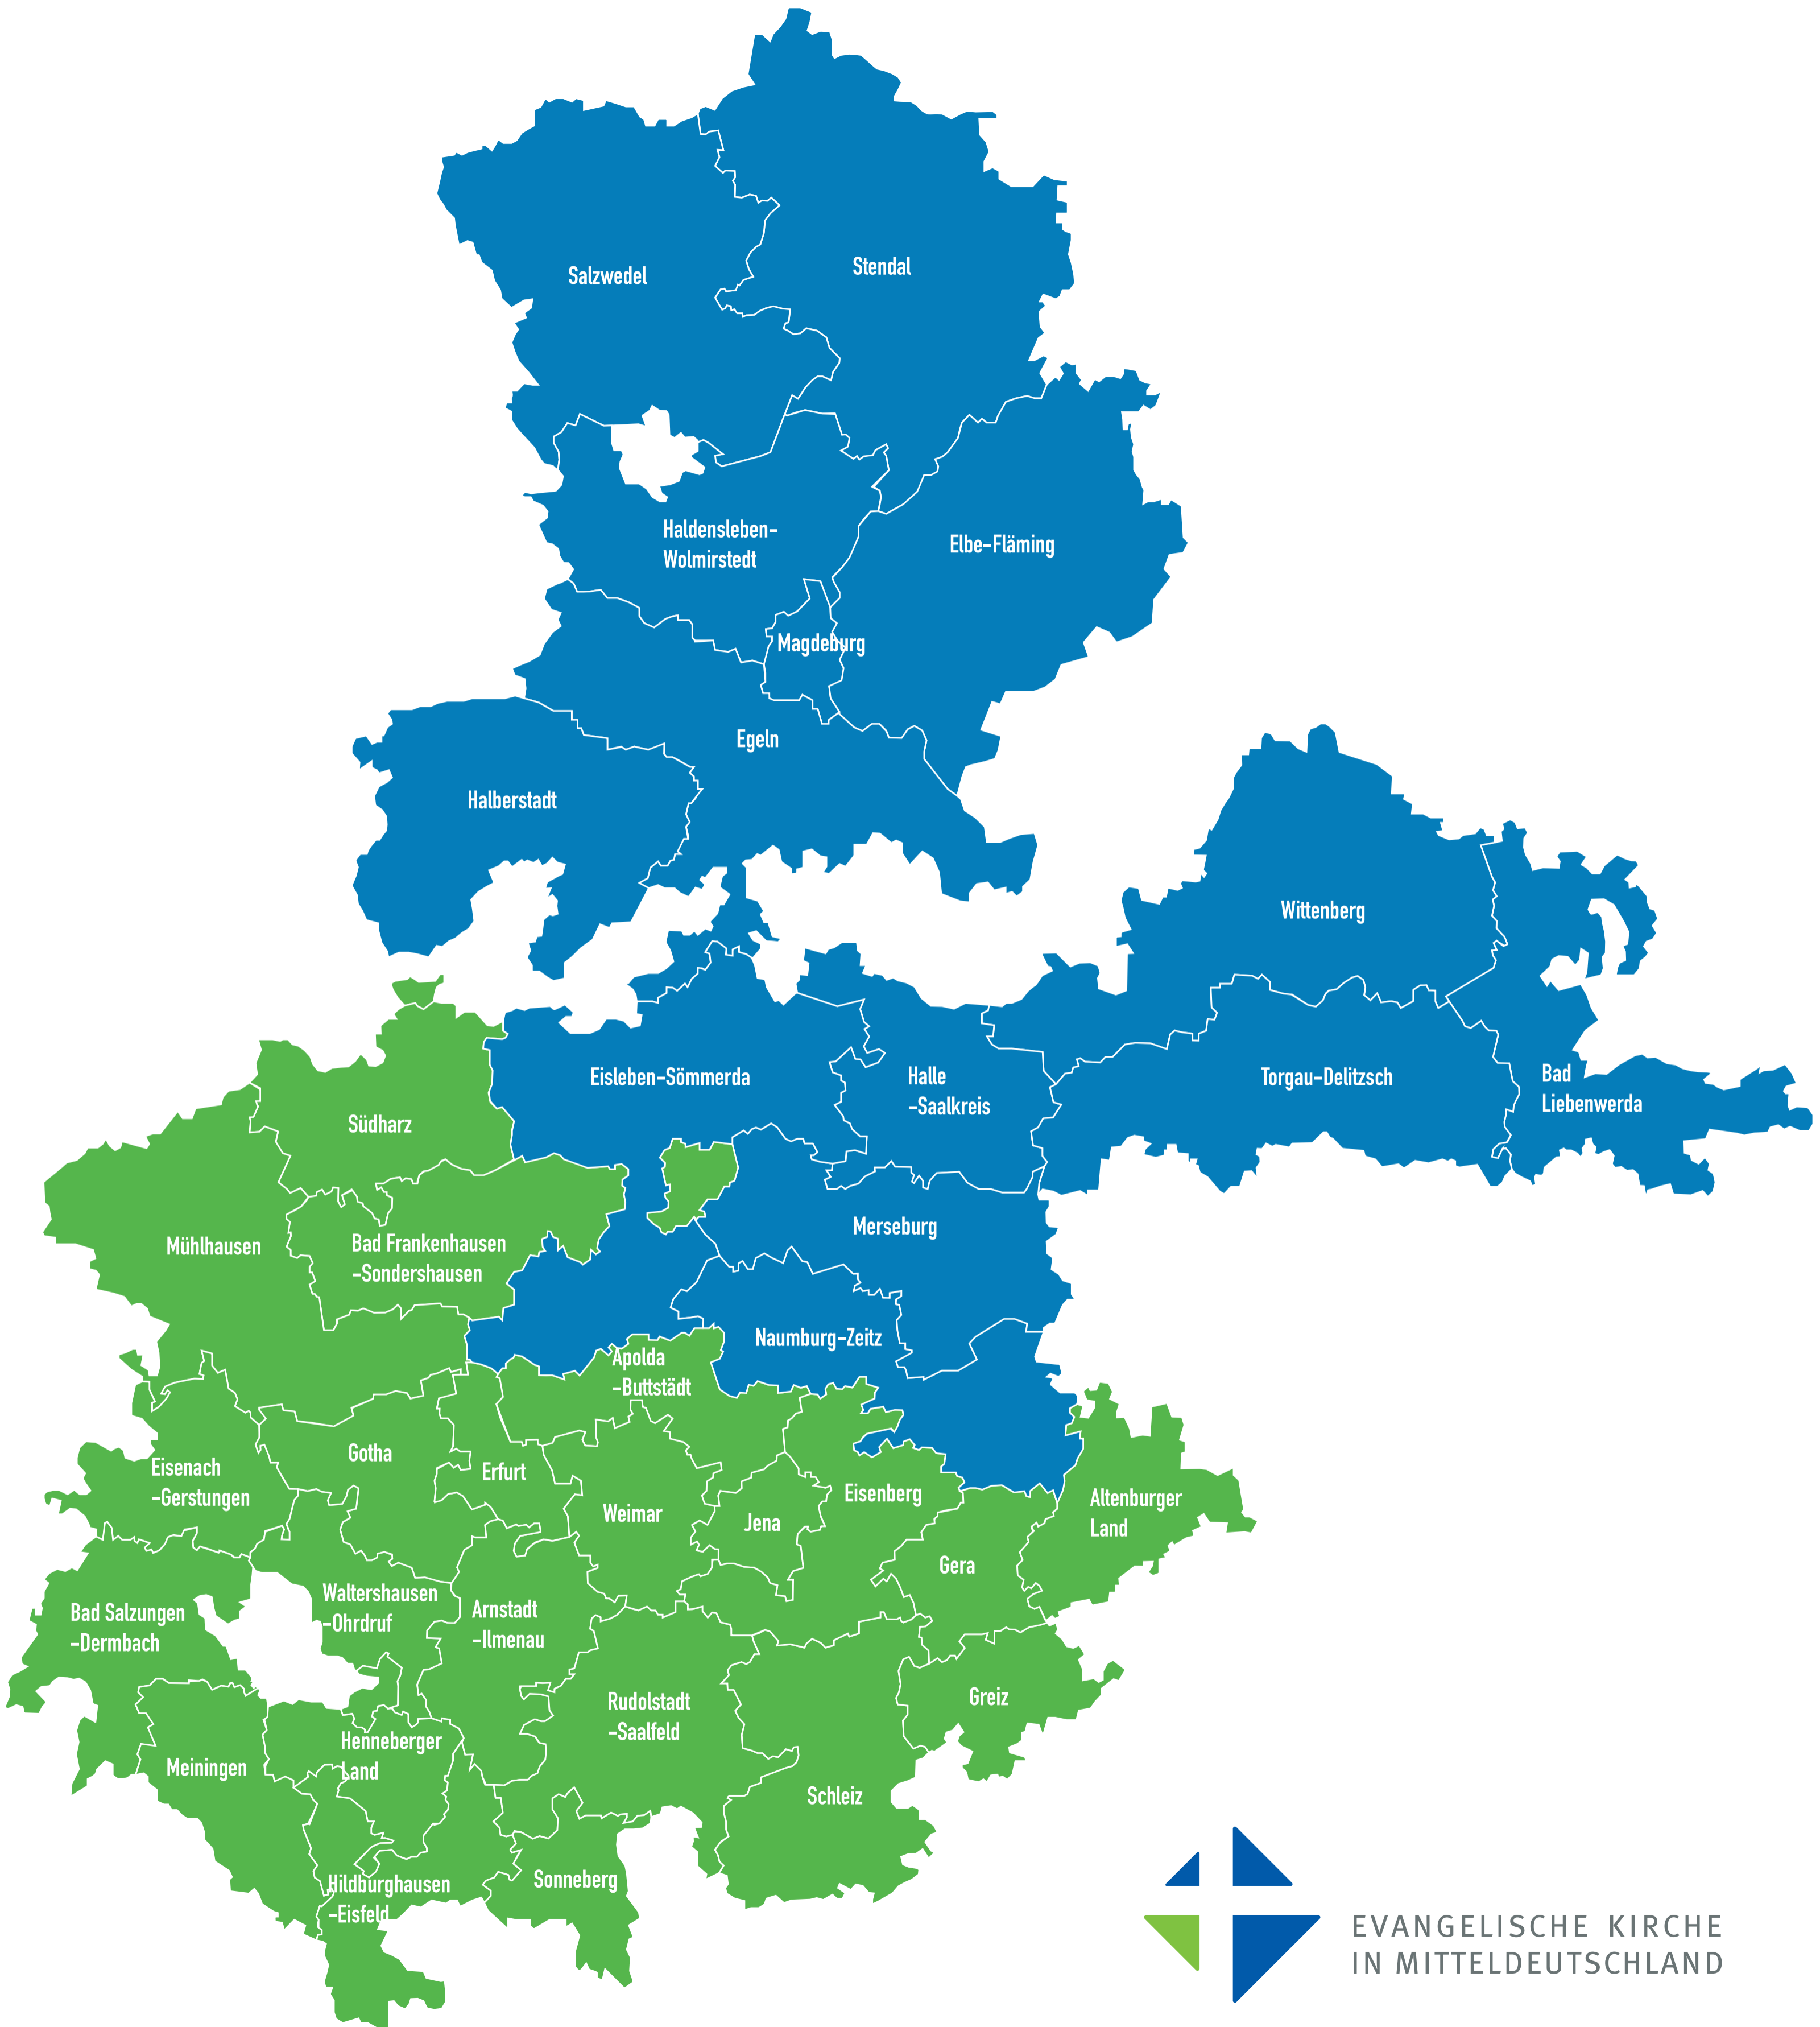 Salzwedel
Stendal
Haldensleben-
Wolmirstedt
Elbe-Fläming
Magdeburg
Egeln
Halberstadt
Wittenberg
Eisleben-Sömmerda
Halle
-Saalkreis
Torgau-Delitzsch
Bad
Liebenwerda
Südharz
Mühlhausen
Bad Frankenhausen
-Sondershausen
Merseburg
Naumburg-Zeitz
Apolda
-Buttstädt
Gotha
Eisenach
-Gerstungen
Erfurt
Weimar
Jena
Eisenberg
Altenburger
Land
Gera
Bad Salzungen
-Dermbach
Waltershausen
-Ohrdruf
Arnstadt
-Ilmenau
Rudolstadt
-Saalfeld
Greiz
Meiningen
Henneberger
Land
Schleiz
Hildburghausen
-Eisfeld
Sonneberg
EVANGELISCHE KIRCHE
IN MITTELDEUTSCHLAND